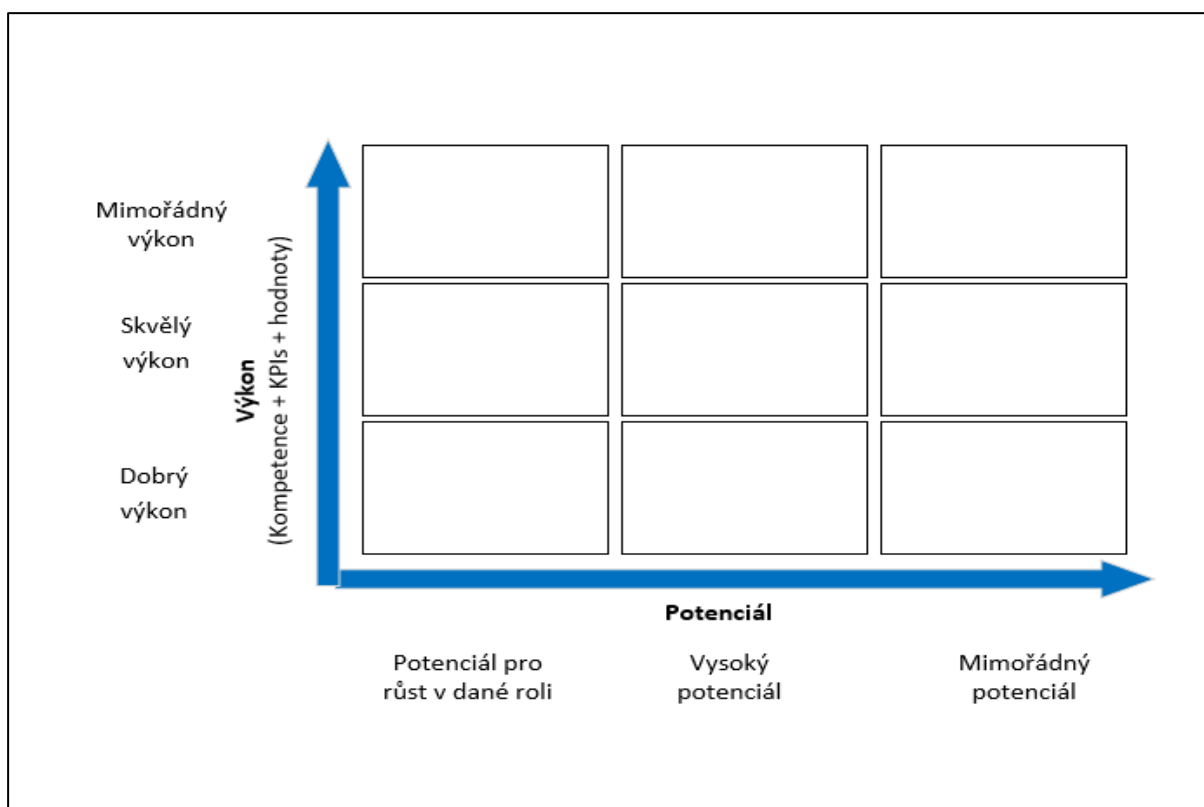 Mimořádný
výkon
Skvělý
výkon
Dobrý
výkon
Výkon
(Kompetence + KPIs + hodnoty)
Potenciál
Potenciál pro
růst v dané roli
Vysoký
potenciál
Mimořádný
potenciál